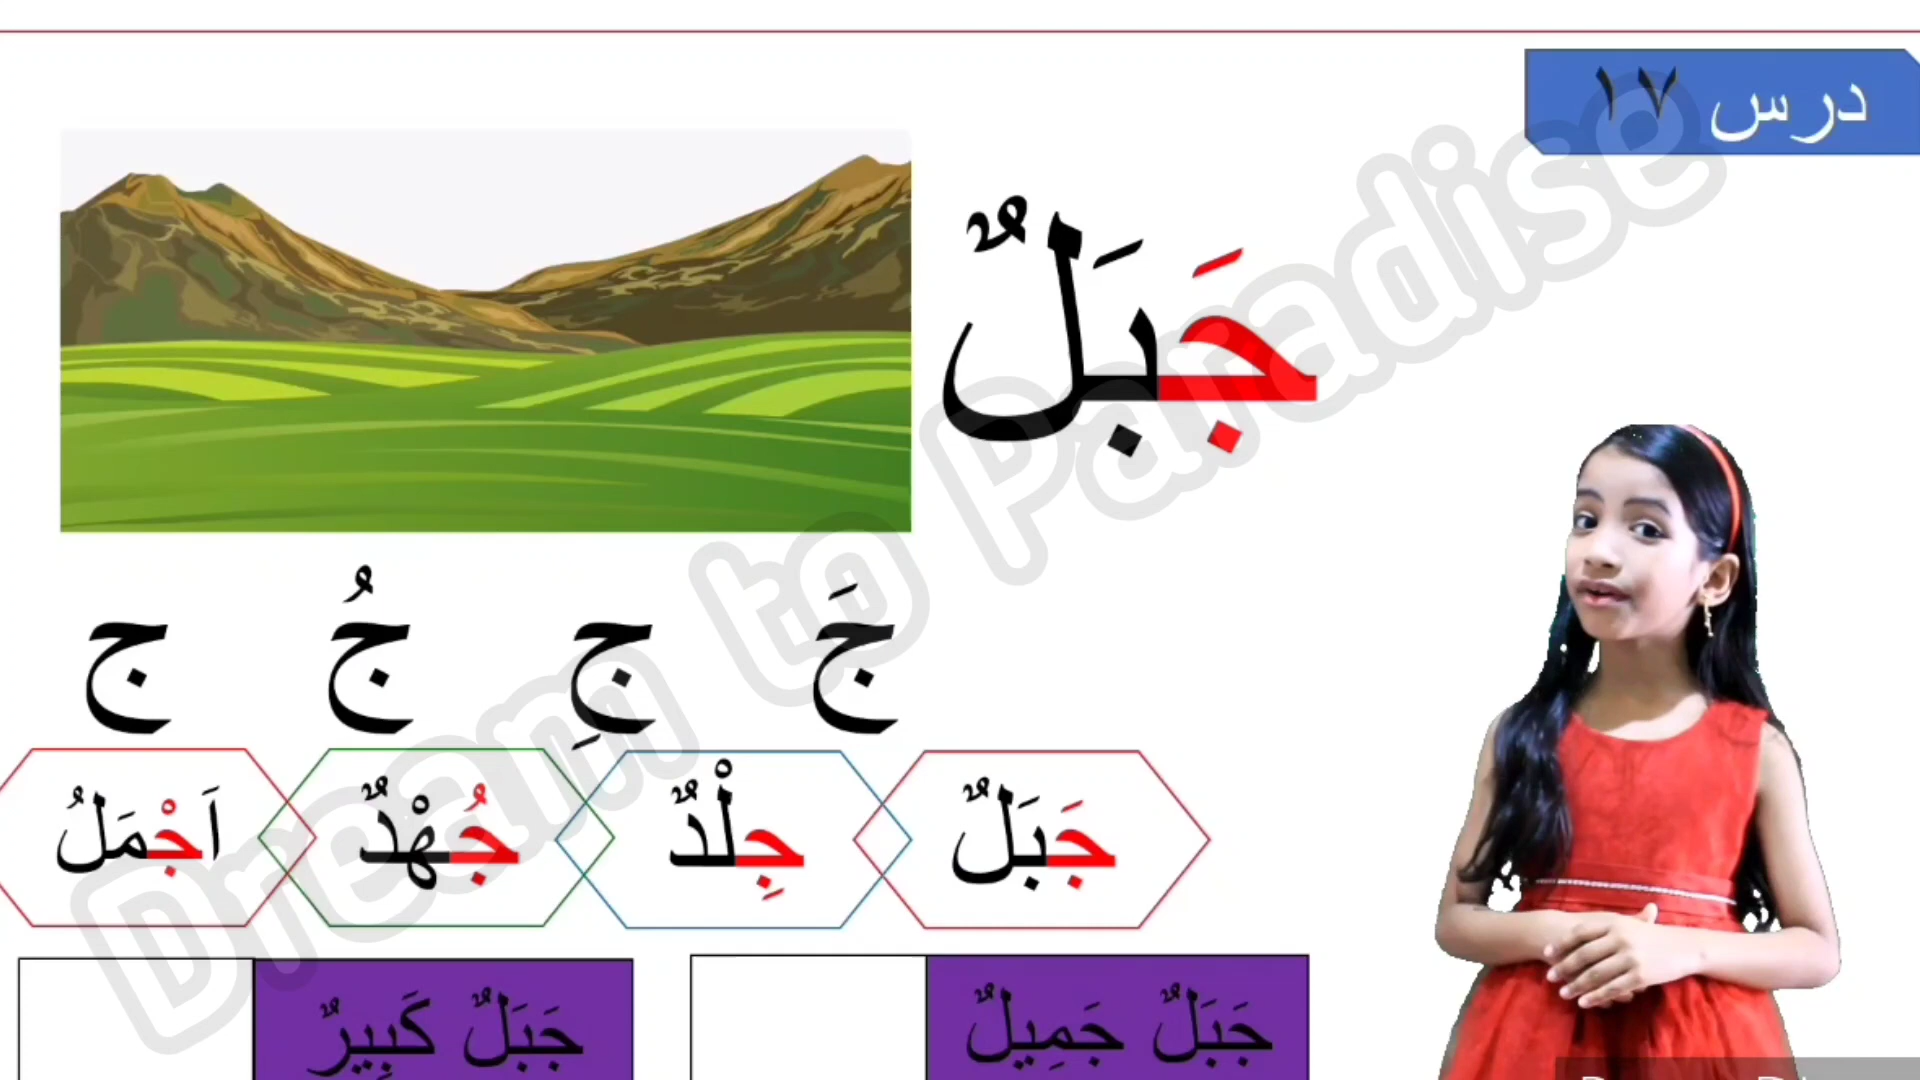 درس ١٧
جَبَلٌ
جَ جِ جُ ج
جَبَلٌ جِلْدٌ جُهْدٌ اَجْمَلُ
جَبَلٌ جَمِيلٌ جَبَلٌ كَبِيرٌ
Dream to Paradise